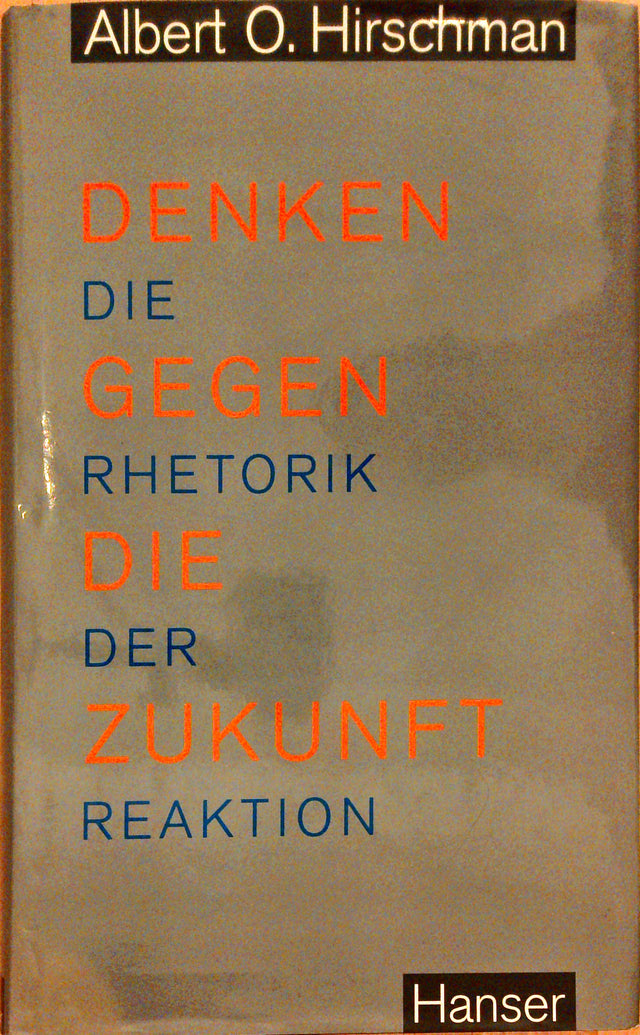 Albert O. Hirschman
DENKEN
DIE
GEGEN
RHETORIK
DIE
DER
ZUKUNFT
REAKTION
Hanser